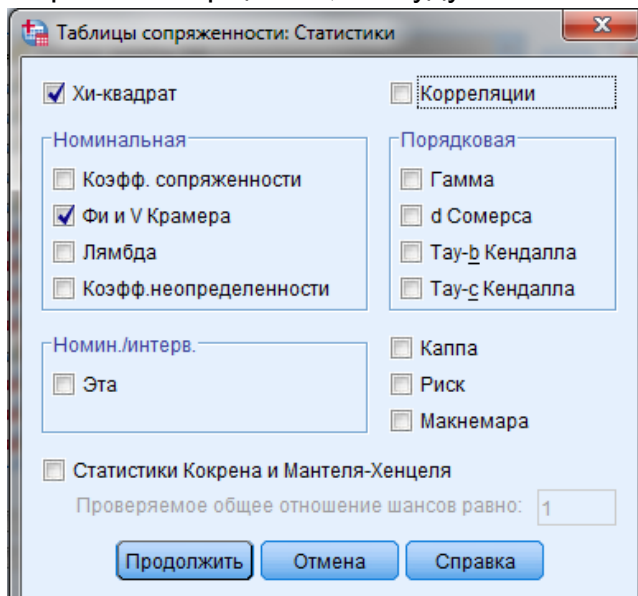 Таблицы сопряженности: Статистики
Хи-квадрат
Корреляции
Номинальная
Коэфф. сопряженности
Фи и V Крамера
Лямбда
Коэфф.неопределенности
Порядковая
Гамма
d Сомерса
Тау-b Кендалла
Тау-c Кендалла
Номин./интерв.
Эта
Каппа
Риск
Макнемара
Статистики Кокрена и Мантеля-Хенцеля
Проверяемое общее отношение шансов равно: 1
Продолжить
Отмена
Справка